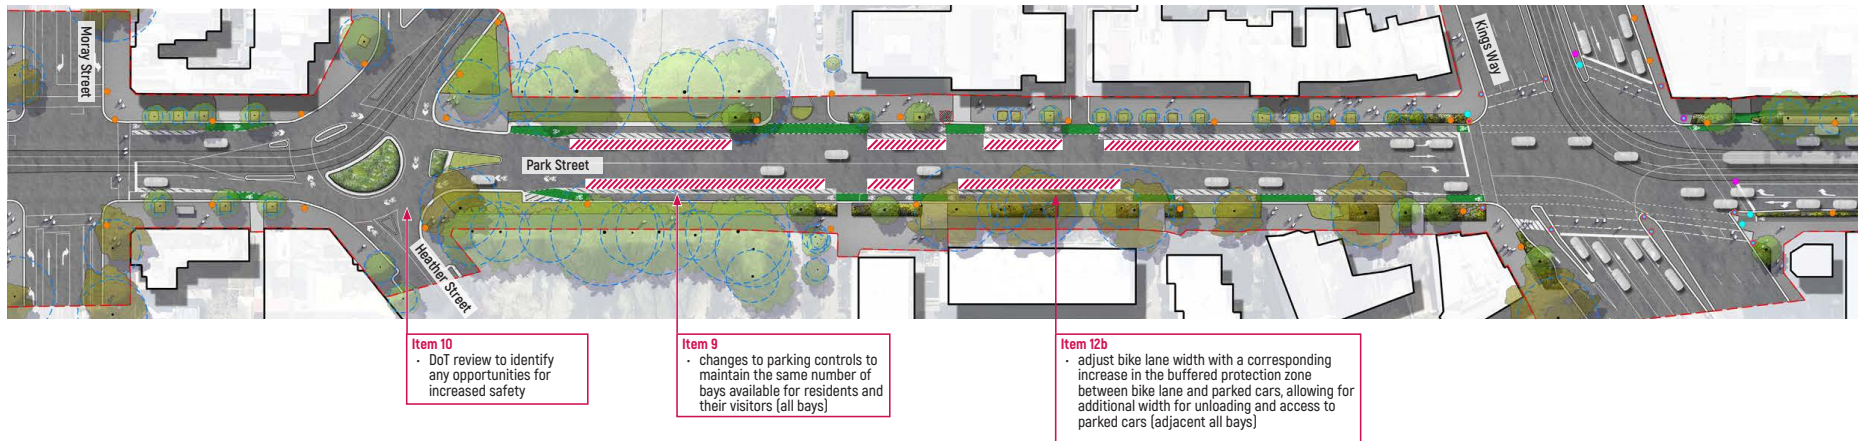 Moray Street
Kings Way
Park Street
Heather Street
Item 10
· DoT review to identify
any opportunities for
increased safety
Item 9
· changes to parking controls to
maintain the same number of
bays available for residents and
their visitors (all bays)
Item 12b
· adjust bike lane width with a corresponding
increase in the buffered protection zone
between bike lane and parked cars, allowing for
additional width for unloading and access to
parked cars (adjacent all bays)